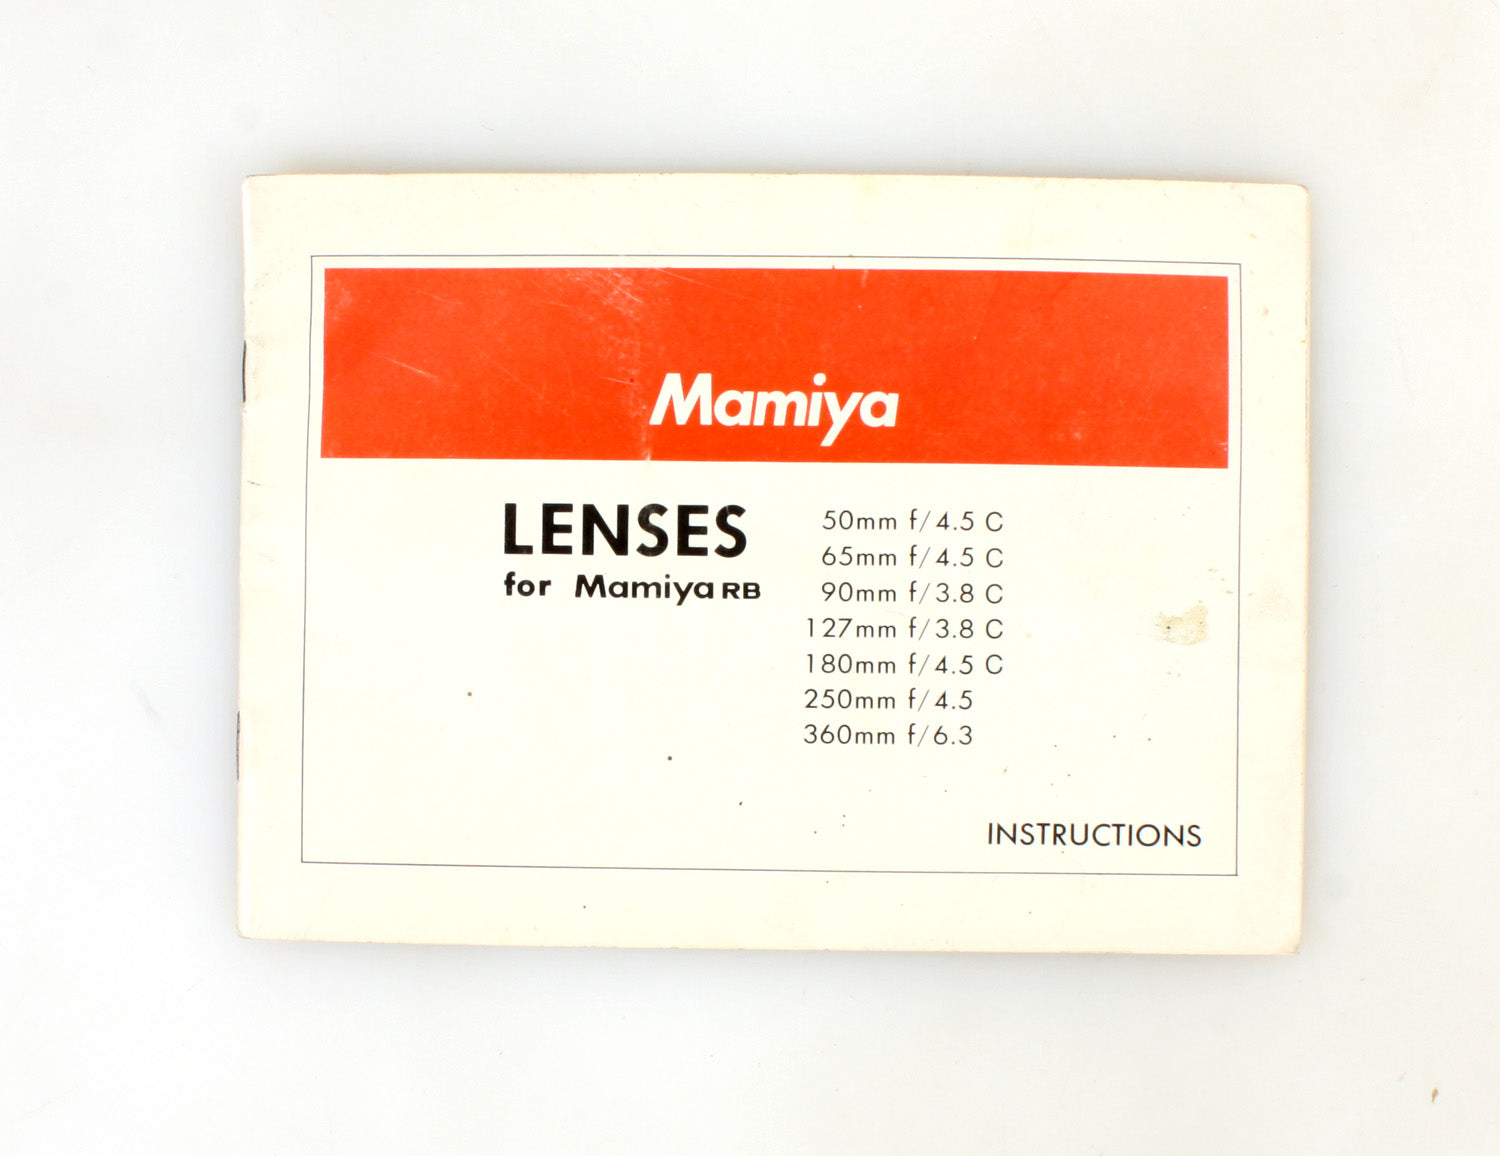 Mamiya
LENSES
for Mamiya RB
50mm f/4.5 C
65mm f/4.5 C
90mm f/3.8 C
127mm f/3.8 C
180mm f/4.5 C
250mm f/4.5
360mm f/6.3
INSTRUCTIONS